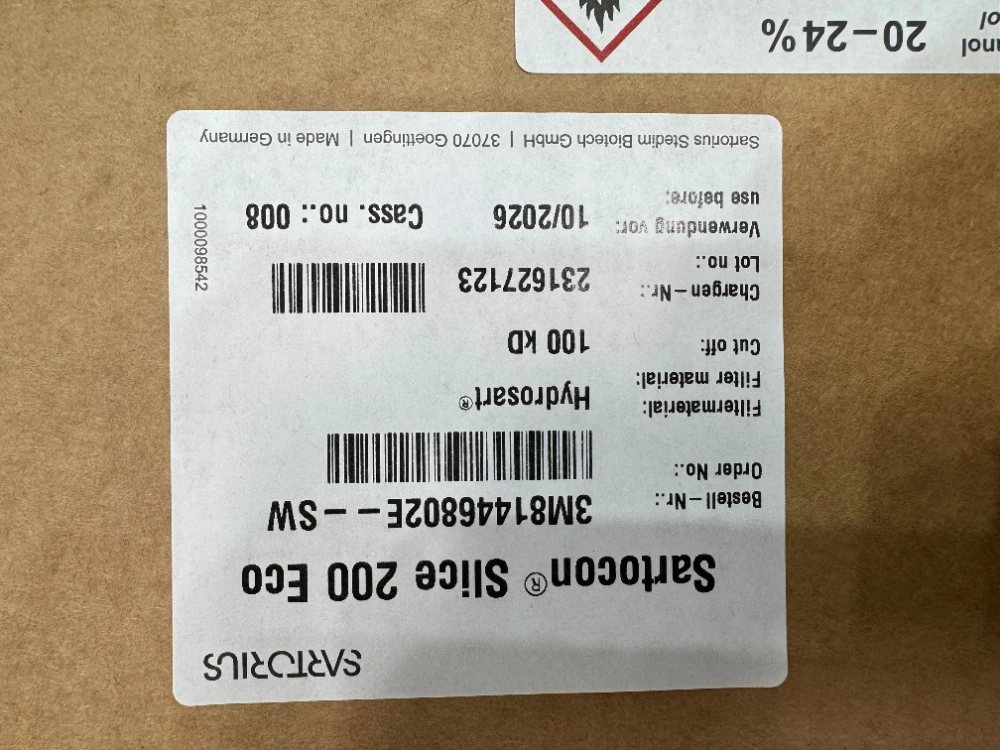 SARTORIUS
Sartocon® Slice 200 Eco
Bestell-Nr.: 3M81446802E--SW
Order No.:
Filtermaterial: Hydrosart®
Filter material:
Cut off: 100 kD
Chargen-Nr.: 231627123
Lot no.:
Verwendung vor: 10/2026 Cass. no.: 008
use before:
1000098542
Sartorius Stedim Biotech GmbH | 37070 Goettingen | Made in Germany
20-24%